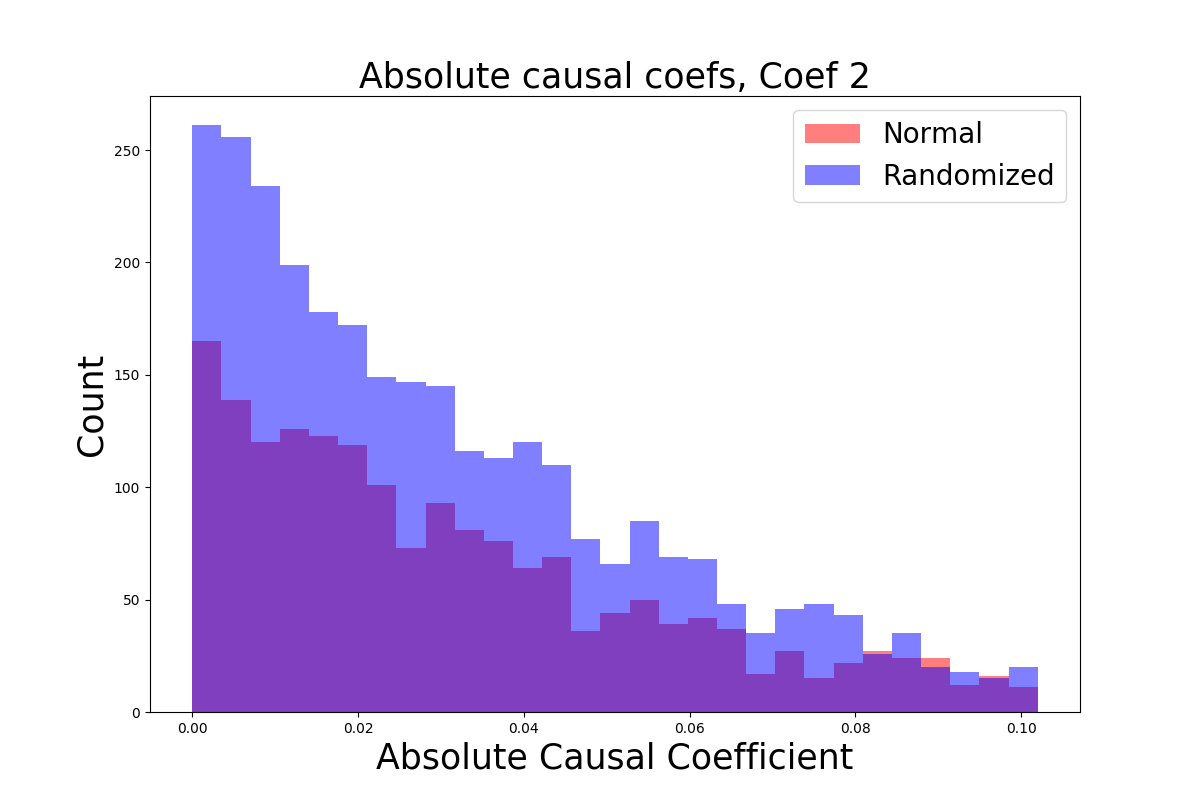 Absolute causal coefs, Coef 2
Normal
Randomized
Count
250
200
150
100
50
0
0.00 0.02 0.04 0.06 0.08 0.10
Absolute Causal Coefficient